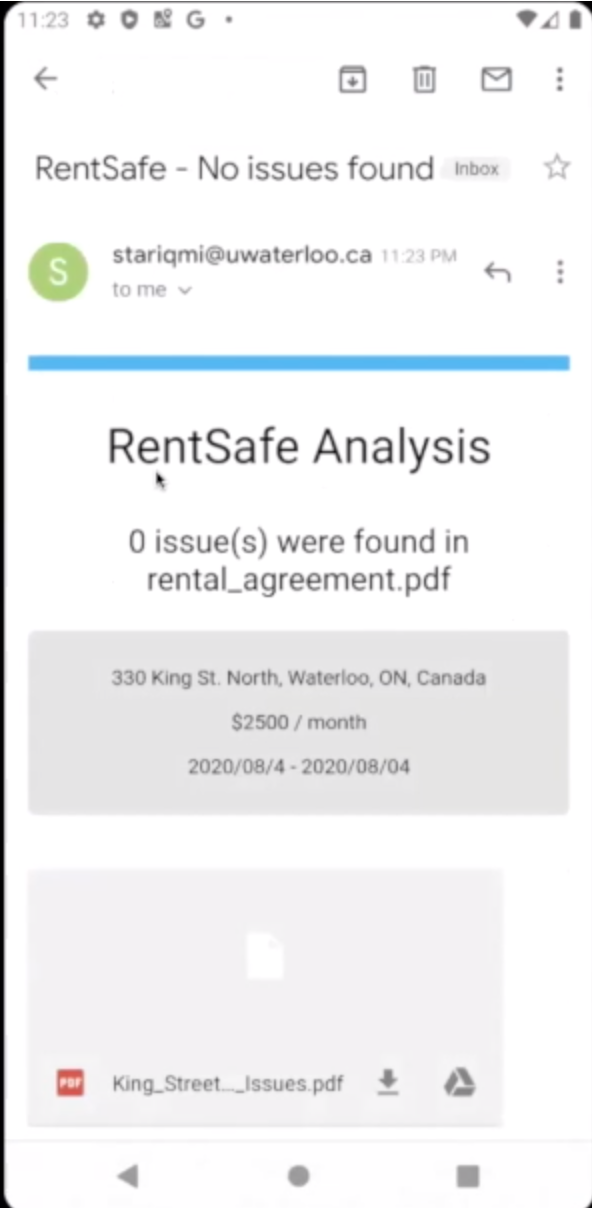 11:23
RentSafe - No issues found Inbox
S
stariqmi@uwaterloo.ca 11:23 PM
to me
RentSafe Analysis
0 issue(s) were found in
rental_agreement.pdf
330 King St. North, Waterloo, ON, Canada
$2500 / month
2020/08/4 - 2020/08/04
PDF King_Street..._Issues.pdf